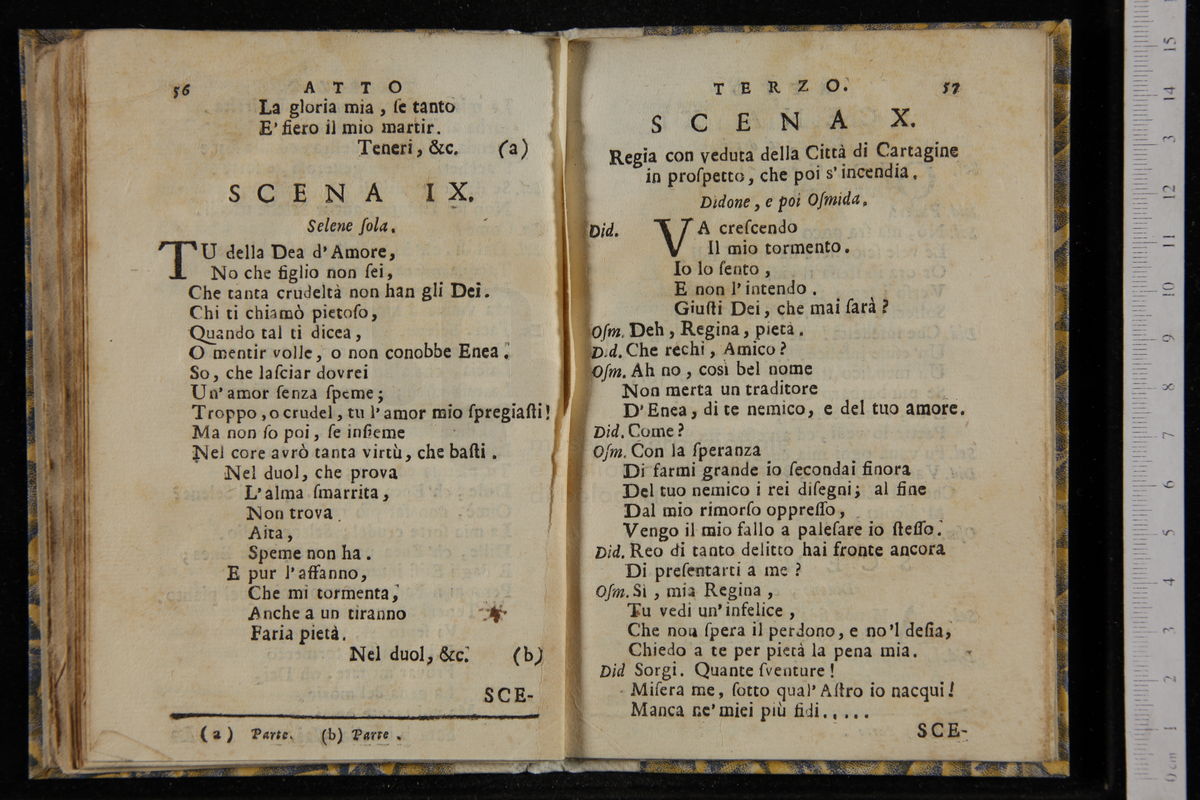 56 ATTO
La gloria mia , ſe tanto
E' fiero il mio martir.
Teneri, &c. (a)
SCENA IX.
Selene ſola.
TU della Dea d'Amore,
No che figlio non ſei,
Che tanta crudeltà non han gli Dei.
Chi ti chiamò pietoſo,
Quando tal ti dicea,
O mentir volle, o non conobbe Enea.
So, che laſciar dovrei
Un'amor ſenza ſpeme;
Troppo, o crudel, tu l'amor mio ſpregiaſti!
Ma non ſo poi, ſe inſieme
Nel core avrò tanta virtù, che baſti.
Nel duol, che prova
L'alma ſmarrita,
Non trova
Aita,
Speme non ha.
E pur l'affanno,
Che mi tormenta,
Anche a un tiranno
Faria pietà.
Nel duol, &c. (b)
SCE-
(a) Parte. (b) Parte.
TERZO. 57
SCENA X.
Regia con veduta della Città di Cartagine
in proſpetto, che poi s'incendia.
Didone, e poi Oſmida.
Did. VA creſcendo
Il mio tormento.
Io lo ſento,
E non l'intendo.
Giuſti Dei, che mai ſarà?
Oſm. Deh, Regina, pietà.
Did. Che rechi, Amico?
Oſm. Ah no, così bel nome
Non merta un traditore
D'Enea, di te nemico, e del tuo amore.
Did. Come?
Oſm. Con la ſperanza
Di farmi grande io ſecondai finora
Del tuo nemico i rei diſegni; al fine
Dal mio rimorſo oppreſſo,
Vengo il mio fallo a paleſare io ſteſſo.
Did. Reo di tanto delitto hai fronte ancora
Di preſentarti a me?
Oſm. Sì, mia Regina,
Tu vedi un'infelice,
Che non ſpera il perdono, e no'l deſia,
Chiedo a te per pietà la pena mia.
Did Sorgi. Quante ſventure!
Miſera me, ſotto qual'Aſtro io nacqui!
Manca ne'miei più fidi.....
SCE-